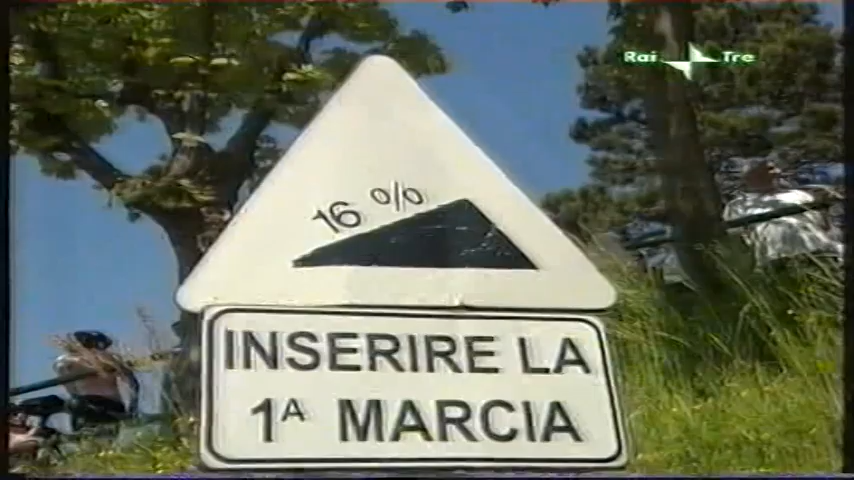 Rai Tre
16 %
INSERIRE LA
1ᴬ MARCIA